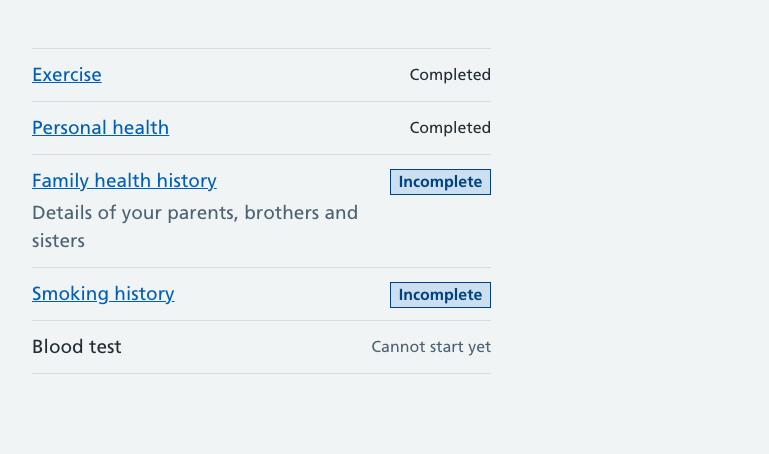 Exercise Completed
Personal health Completed
Family health history Incomplete
Details of your parents, brothers and
sisters
Smoking history Incomplete
Blood test Cannot start yet